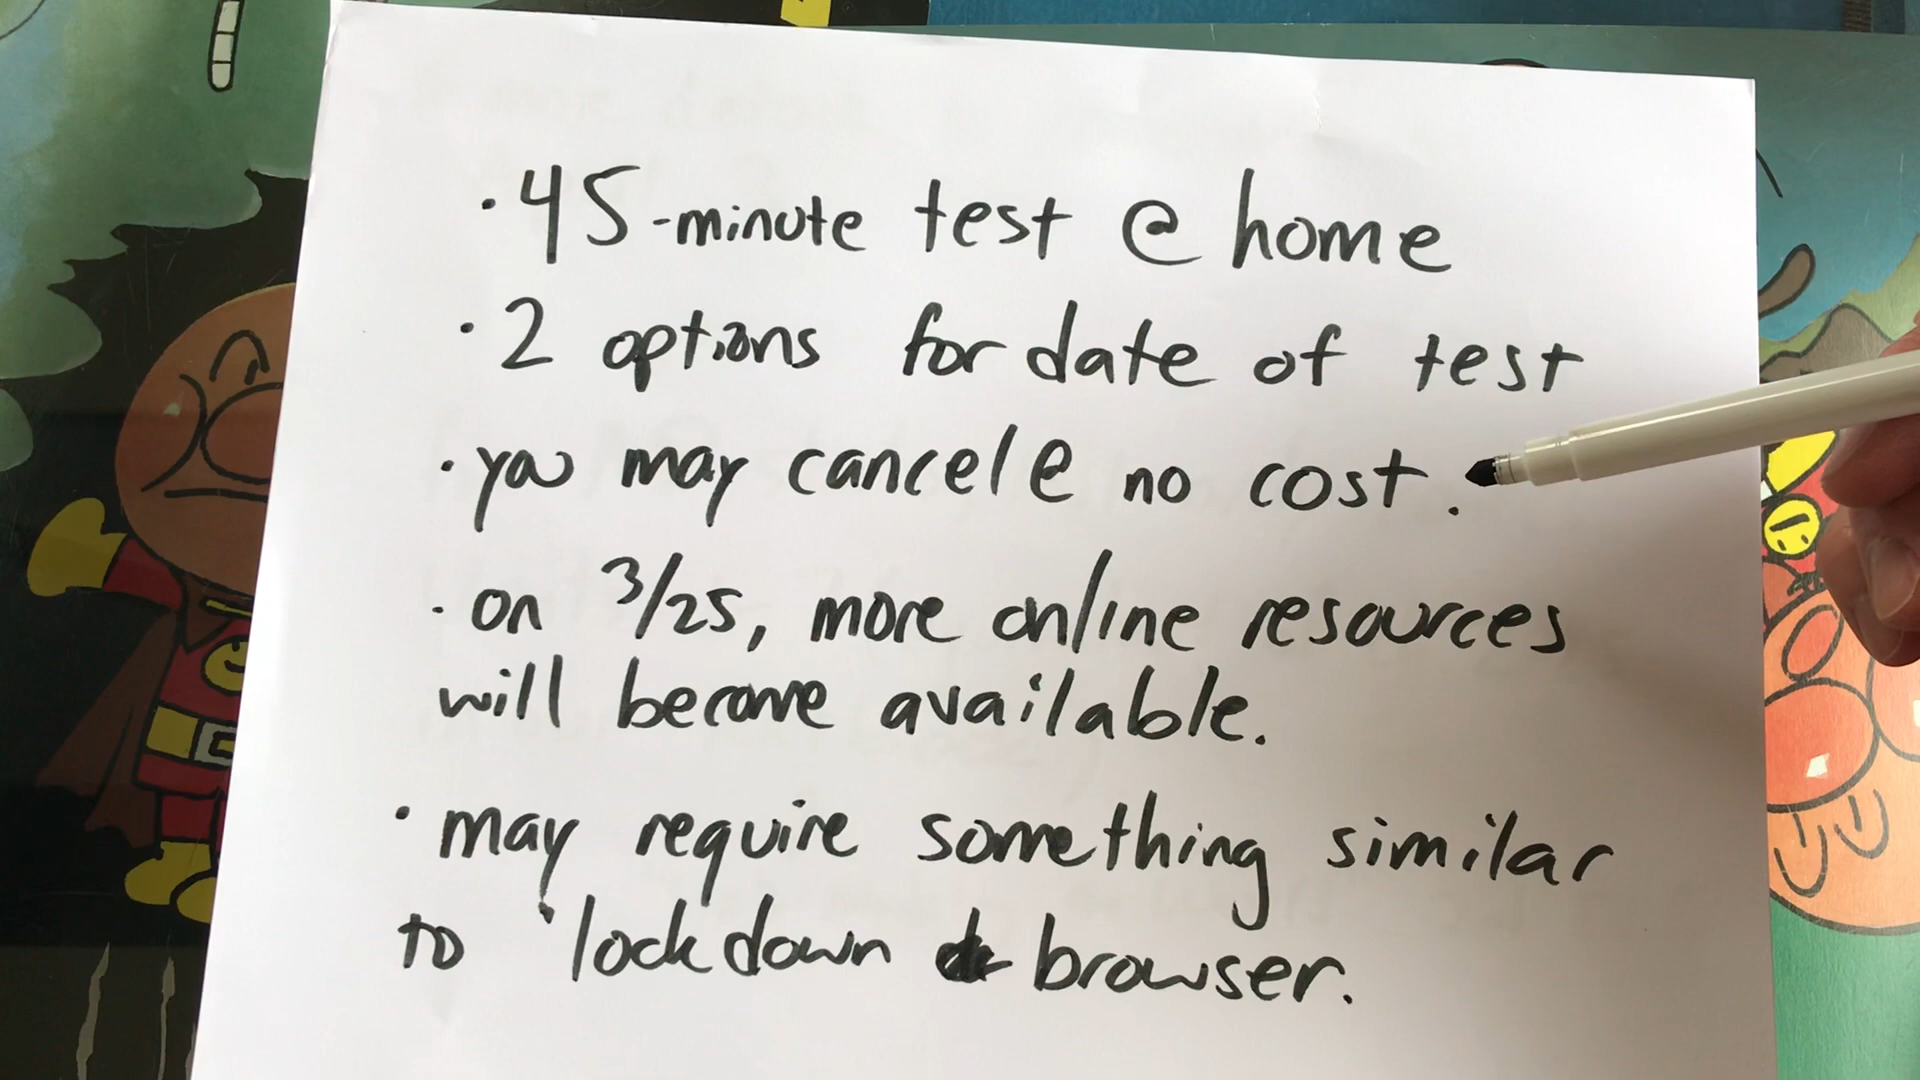 · 45-minute test @ home
· 2 options for date of test
· you may cancel @ no cost.
· on 3/25, more online resources
will become available.
· may require something similar
to 'lockdown browser.